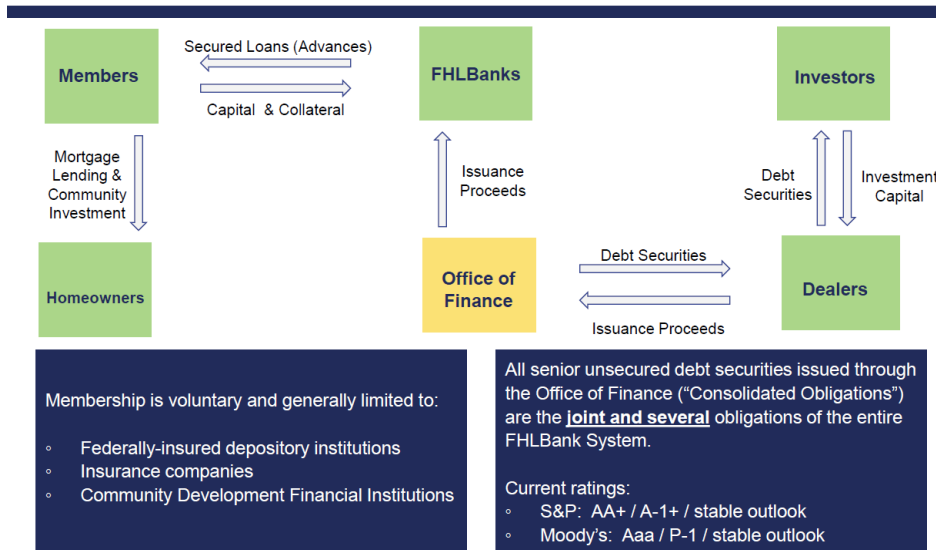 Secured Loans (Advances)
Members
FHLBanks
Investors
Capital & Collateral
Mortgage
Lending &
Community
Investment
Issuance
Proceeds
Debt
Securities
Investment
Capital
Homeowners
Office of
Finance
Debt Securities
Issuance Proceeds
Dealers
Membership is voluntary and generally limited to:
◦ Federally-insured depository institutions
◦ Insurance companies
◦ Community Development Financial Institutions
All senior unsecured debt securities issued through
the Office of Finance (“Consolidated Obligations”)
are the joint and several obligations of the entire
FHLBank System.
Current ratings:
◦ S&P: AA+ / A-1+ / stable outlook
◦ Moody’s: Aaa / P-1 / stable outlook